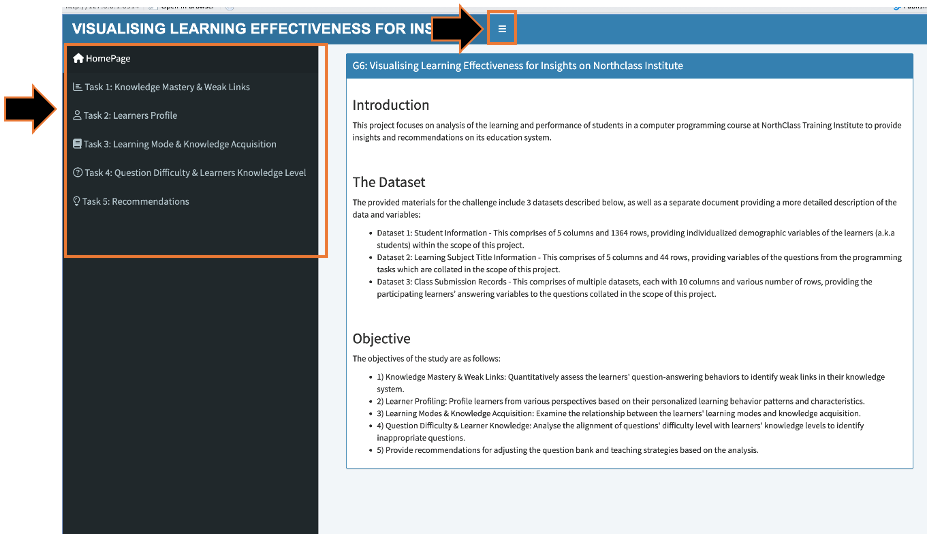 Open in Browser
VISUALISING LEARNING EFFECTIVENESS FOR INS
HomePage
Task 1: Knowledge Mastery & Weak Links
Task 2: Learners Profile
Task 3: Learning Mode & Knowledge Acquisition
Task 4: Question Difficulty & Learners Knowledge Level
Task 5: Recommendations
G6: Visualising Learning Effectiveness for Insights on Northclass Institute
Introduction
This project focuses on analysis of the learning and performance of students in a computer programming course at NorthClass Training Institute to provide
insights and recommendations on its education system.
The Dataset
The provided materials for the challenge include 3 datasets described below, as well as a separate document providing a more detailed description of the
data and variables:
• Dataset 1: Student Information - This comprises of 5 columns and 1364 rows, providing individualized demographic variables of the learners (a.k.a
students) within the scope of this project.
• Dataset 2: Learning Subject Title Information - This comprises of 5 columns and 44 rows, providing variables of the questions from the programming
tasks which are collated in the scope of this project.
• Dataset 3: Class Submission Records - This comprises of multiple datasets, each with 10 columns and various number of rows, providing the
participating learners' answering variables to the questions collated in the scope of this project.
Objective
The objectives of the study are as follows:
• 1) Knowledge Mastery & Weak Links: Quantitatively assess the learners' question-answering behaviors to identify weak links in their knowledge
system.
• 2) Learner Profiling: Profile learners from various perspectives based on their personalized learning behavior patterns and characteristics.
• 3) Learning Modes & Knowledge Acquisition: Examine the relationship between the learners' learning modes and knowledge acquisition.
• 4) Question Difficulty & Learner Knowledge: Analyse the alignment of questions' difficulty level with learners' knowledge levels to identify
inappropriate questions.
• 5) Provide recommendations for adjusting the question bank and teaching strategies based on the analysis.